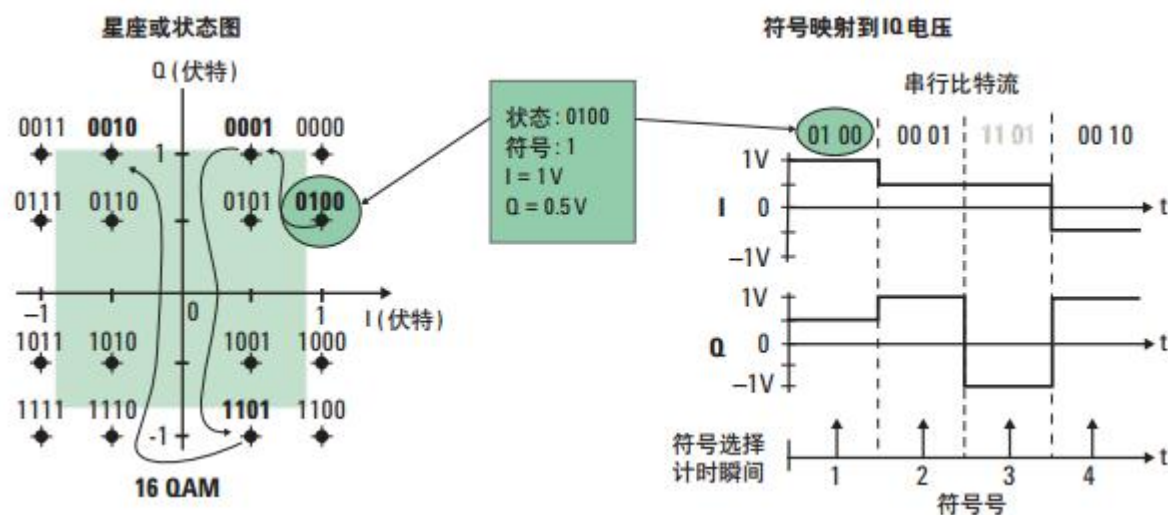 星座或状态图
Q (伏特)
0011 0010 0001 0000
1
0111 0110 0101 0100
–1 0 1 I (伏特)
1011 1010 1001 1000
1111 1110 1101 1100
-1
16 QAM
状态: 0100
符号: 1
I = 1 V
Q = 0.5 V
符号映射到IQ 电压
串行比特流
01 00 00 01 11 01 00 10
1V
I 0 t
–1V
1V
Q 0 t
–1V
符号选择
计时瞬间
t
1 2 3 4
符号号